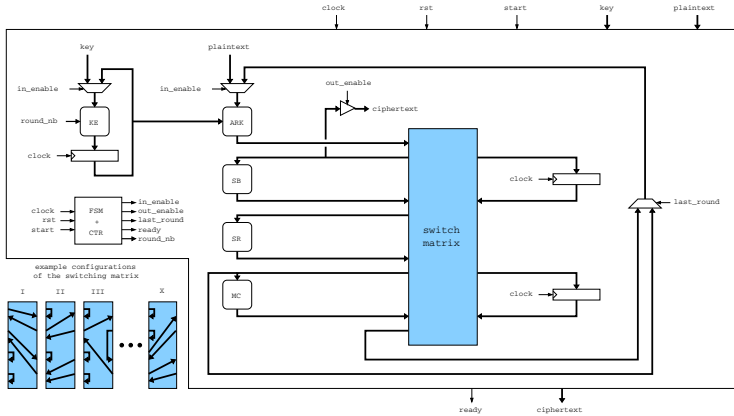 clock rst start key plaintext
key plaintext
out_enable
in_enable in_enable
ciphertext
round_nb KE ARK
clock
SB clock
in_enable
FSM out_enable
clock last_round
rst + last_round
start CTR ready
round_nb
SR switch
matrix
example configurations
of the switching matrix
I II III X
MC clock
ready ciphertext